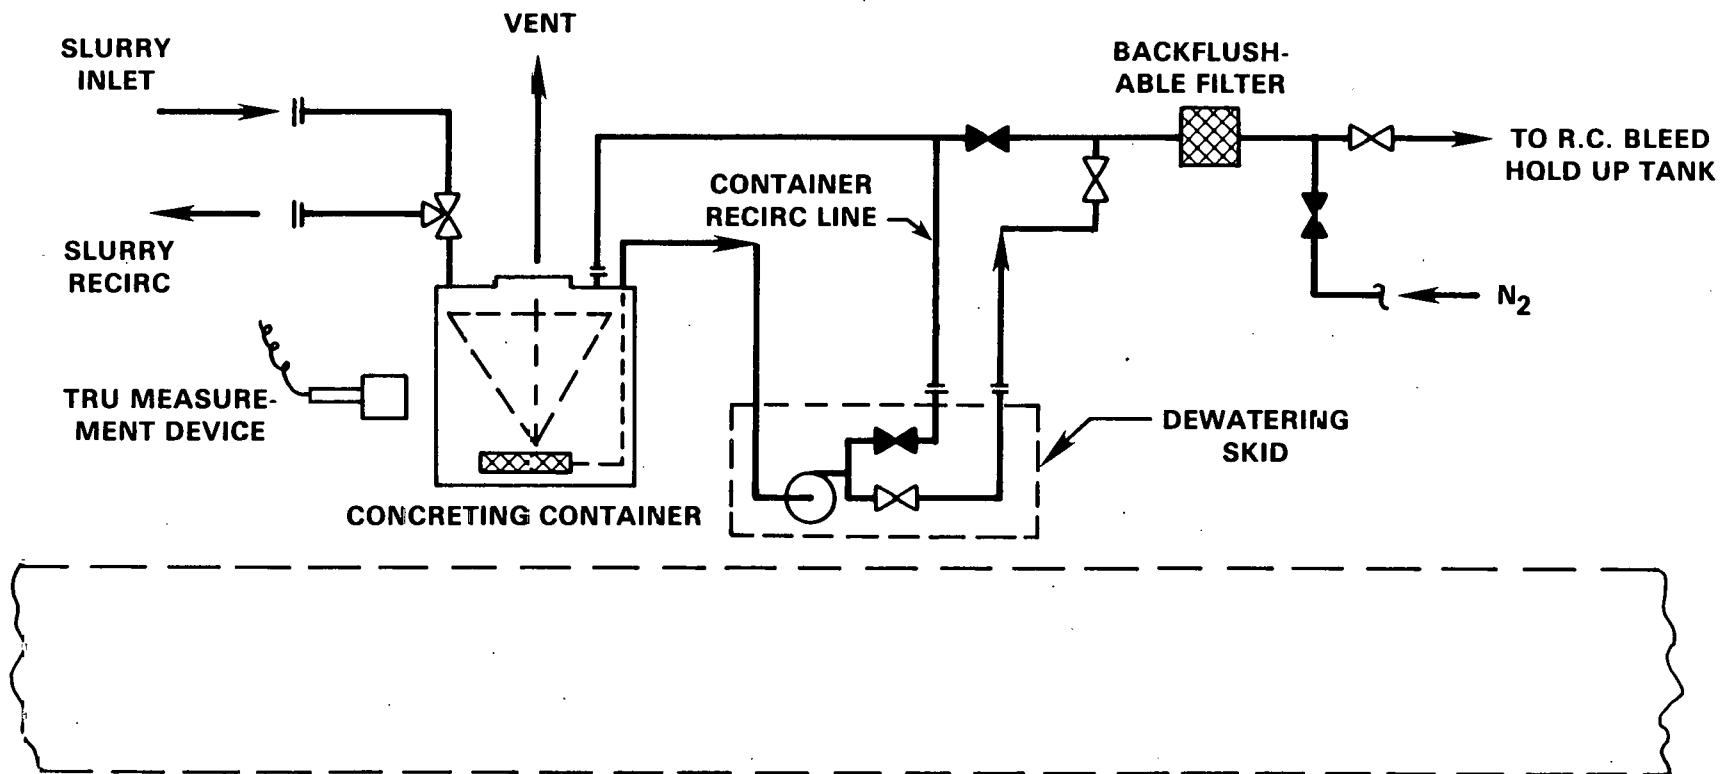 VENT
SLURRY
INLET
BACKFLUSH-
ABLE FILTER
TO R.C. BLEED
HOLD UP TANK
CONTAINER
RECIRC LINE
SLURRY
RECIRC
N2
TRU MEASURE-
MENT DEVICE
DEWATERING
SKID
CONCRETING CONTAINER